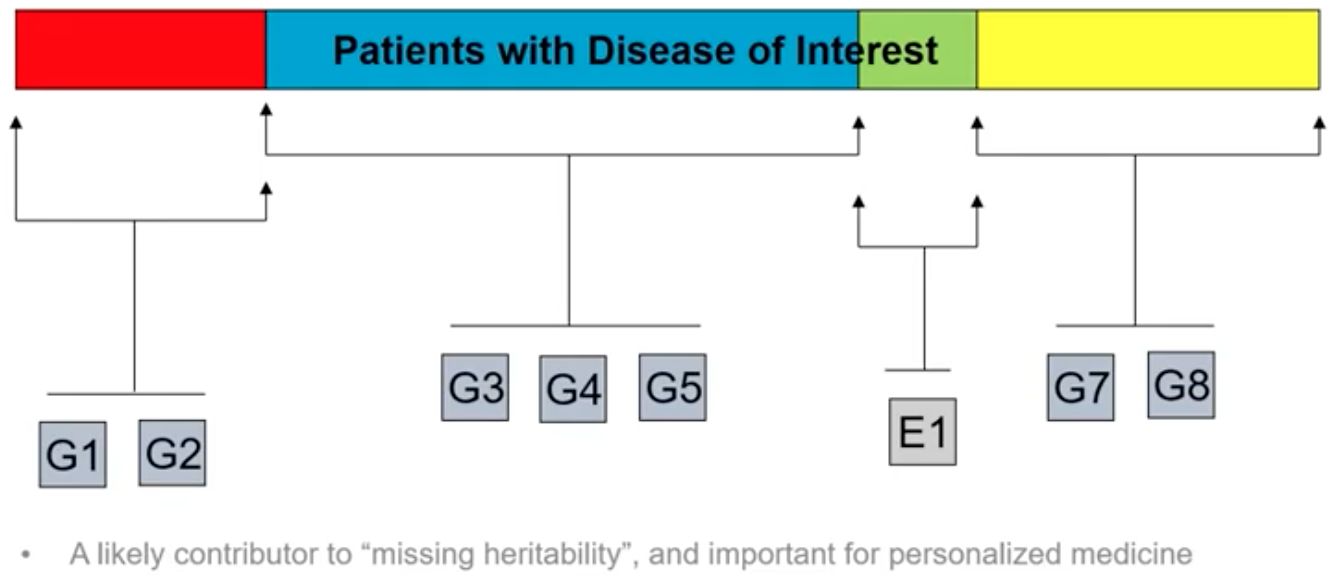 Patients with Disease of Interest
G3 G4 G5
G7 G8
E1
G1 G2
• A likely contributor to “missing heritability”, and important for personalized medicine